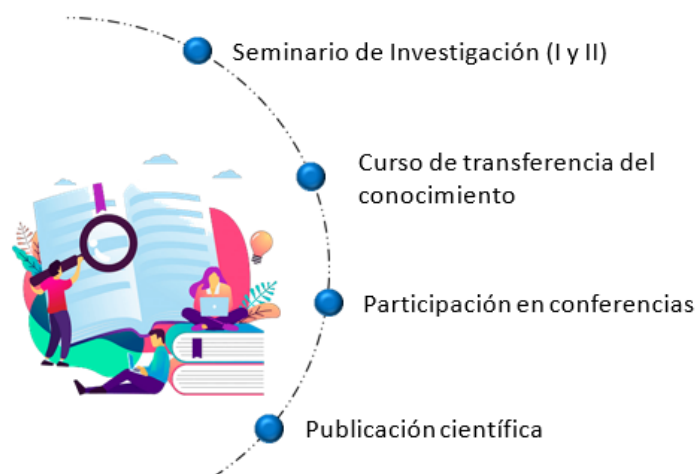 Seminario de Investigación (I y II)
Curso de transferencia del
conocimiento
Participación en conferencias
Publicación científica